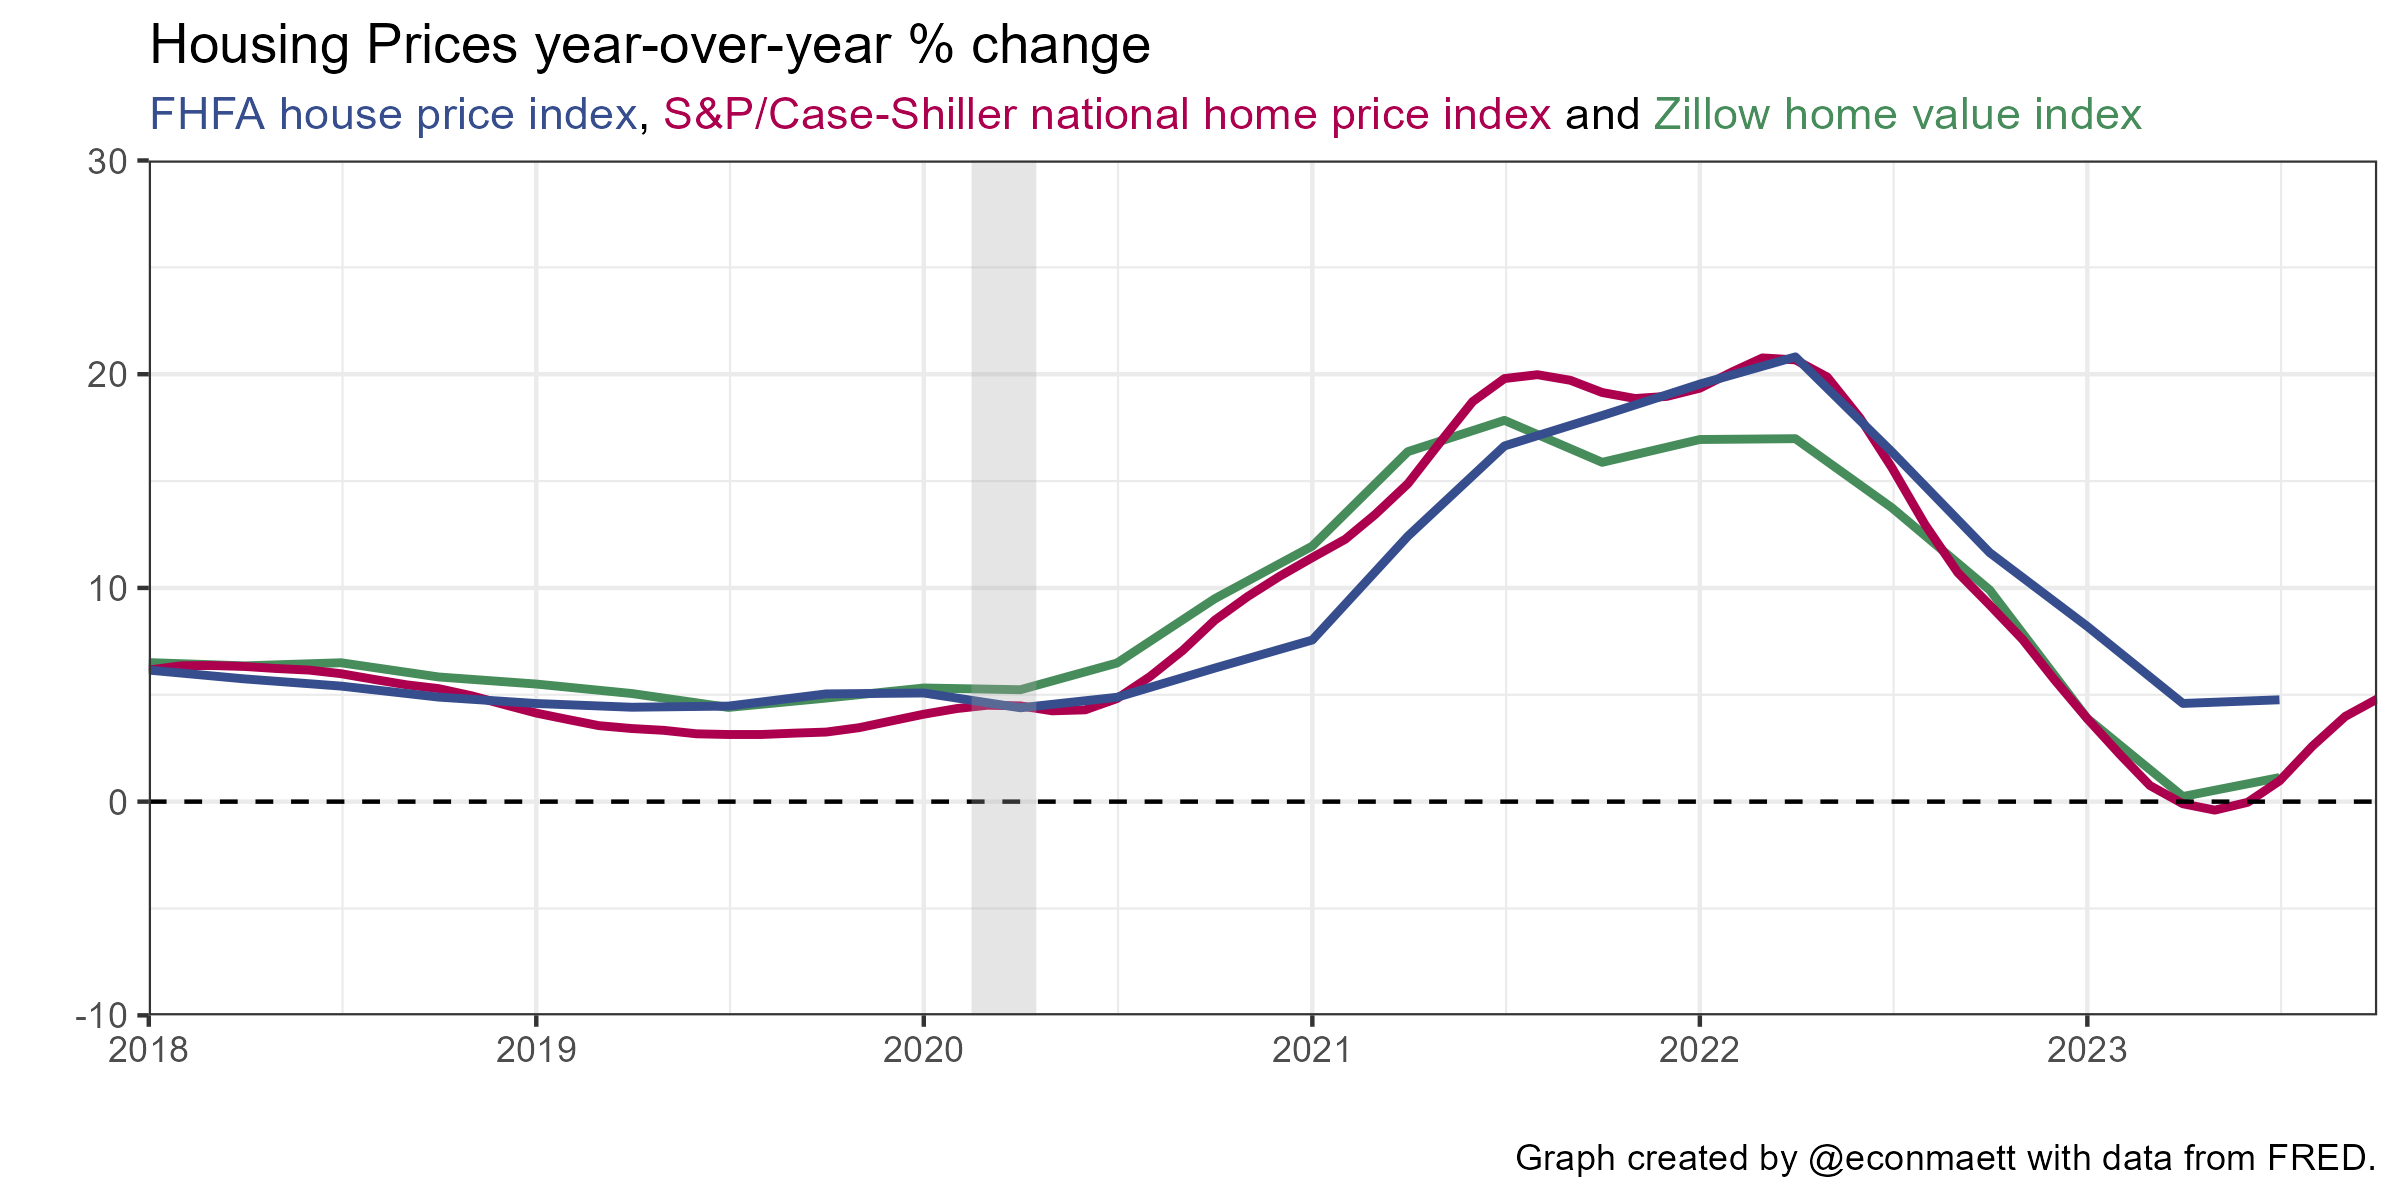 Housing Prices year-over-year % change
FHFA house price index, S&P/Case-Shiller national home price index and Zillow home value index
30
20
10
0
-10
2018 2019 2020 2021 2022 2023
Graph created by @econmaett with data from FRED.